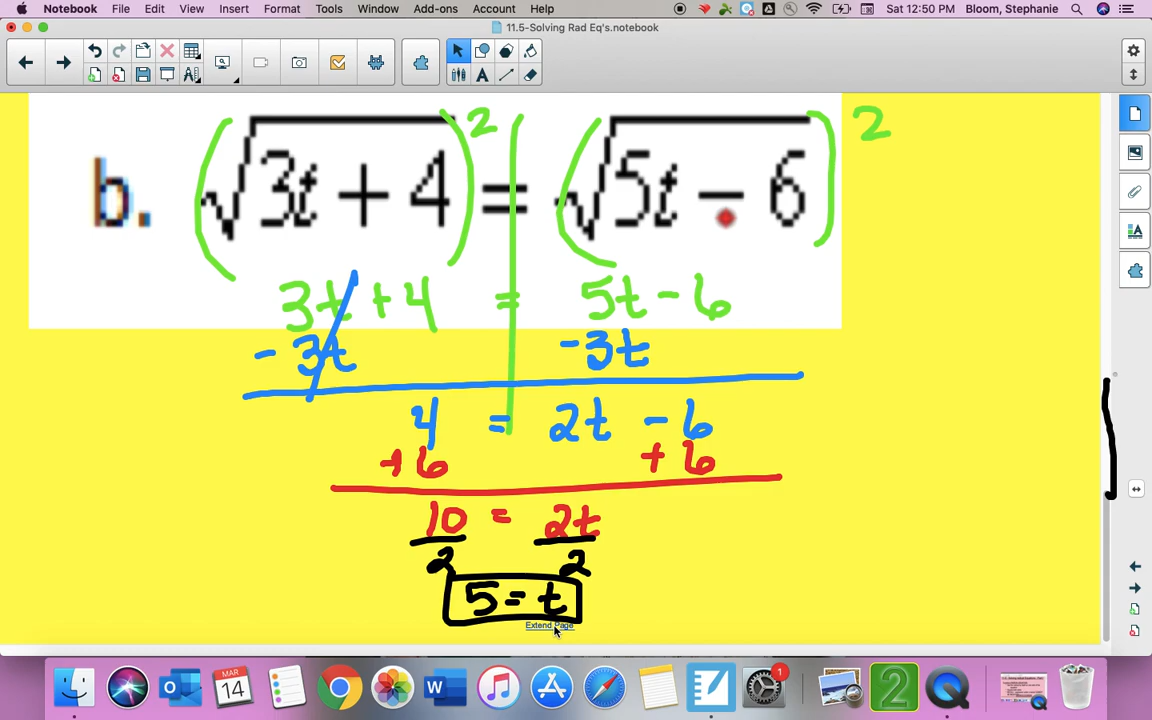 Notebook File Edit View Insert Format Tools Window Add-ons Account Help Sat 12:50 PM Bloom, Stephanie
11.5-Solving Rad Eq's.notebook
b. (√3t + 4)² = (√5t − 6)²
3t + 4 = 5t - 6
- 3t - 3t
4 = 2t - 6
+ 6 + 6
10 = 2t
2 2
5 = t
Extend Page
MAR
14
W
2
1